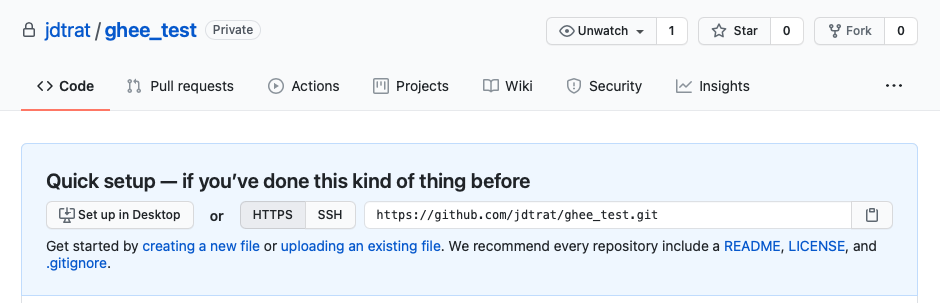 jdtrat / ghee_test Private Unwatch 1 Star 0 Fork 0
Code Pull requests Actions Projects Wiki Security Insights ...
Quick setup — if you’ve done this kind of thing before
Set up in Desktop or HTTPS SSH https://github.com/jdtrat/ghee_test.git
Get started by creating a new file or uploading an existing file. We recommend every repository include a README, LICENSE, and
.gitignore.